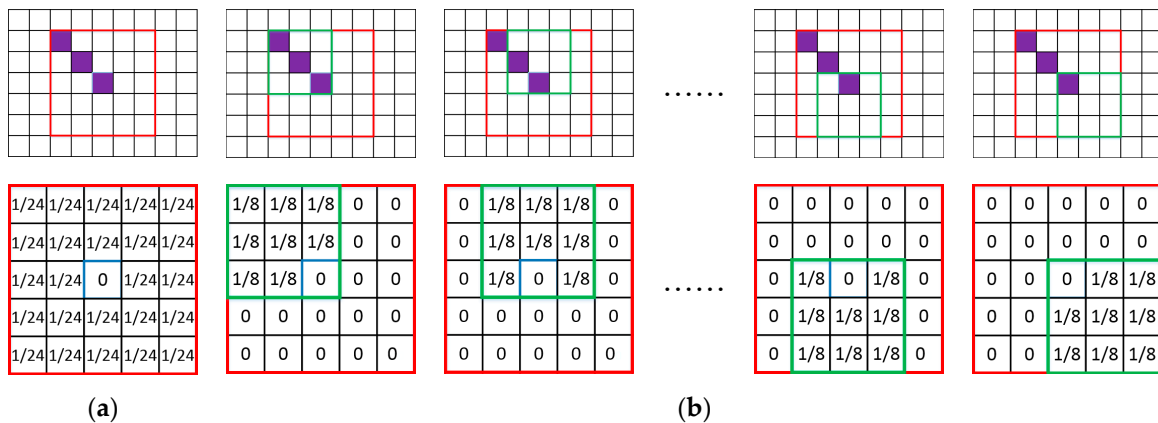 ……
1/24 1/24 1/24 1/24 1/24 1/8 1/8 1/8 0 0 0 1/8 1/8 1/8 0 0 0 0 0 0 0 0 0 0 0
1/24 1/24 1/24 1/24 1/24 1/8 1/8 1/8 0 0 0 1/8 1/8 1/8 0 0 0 0 0 0 0 0 0 0 0
1/24 1/24 0 1/24 1/24 1/8 1/8 0 0 0 0 1/8 0 1/8 0 …… 0 1/8 0 1/8 0 0 0 0 1/8 1/8
1/24 1/24 1/24 1/24 1/24 0 0 0 0 0 0 0 0 0 0 0 1/8 1/8 1/8 0 0 0 1/8 1/8 1/8
1/24 1/24 1/24 1/24 1/24 0 0 0 0 0 0 0 0 0 0 0 1/8 1/8 1/8 0 0 0 1/8 1/8 1/8
(a) (b)